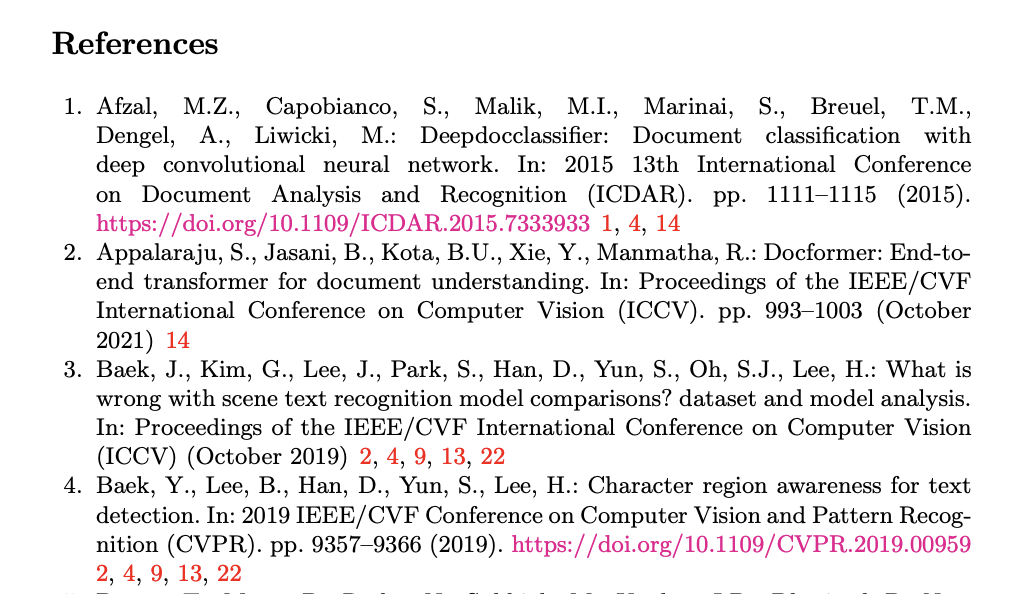 References
1. Afzal, M.Z., Capobianco, S., Malik, M.I., Marinai, S., Breuel, T.M.,
Dengel, A., Liwicki, M.: Deepdocclassifier: Document classification with
deep convolutional neural network. In: 2015 13th International Conference
on Document Analysis and Recognition (ICDAR). pp. 1111–1115 (2015).
https://doi.org/10.1109/ICDAR.2015.7333933 1, 4, 14
2. Appalaraju, S., Jasani, B., Kota, B.U., Xie, Y., Manmatha, R.: Docformer: End-to-
end transformer for document understanding. In: Proceedings of the IEEE/CVF
International Conference on Computer Vision (ICCV). pp. 993–1003 (October
2021) 14
3. Baek, J., Kim, G., Lee, J., Park, S., Han, D., Yun, S., Oh, S.J., Lee, H.: What is
wrong with scene text recognition model comparisons? dataset and model analysis.
In: Proceedings of the IEEE/CVF International Conference on Computer Vision
(ICCV) (October 2019) 2, 4, 9, 13, 22
4. Baek, Y., Lee, B., Han, D., Yun, S., Lee, H.: Character region awareness for text
detection. In: 2019 IEEE/CVF Conference on Computer Vision and Pattern Recog-
nition (CVPR). pp. 9357–9366 (2019). https://doi.org/10.1109/CVPR.2019.00959
2, 4, 9, 13, 22